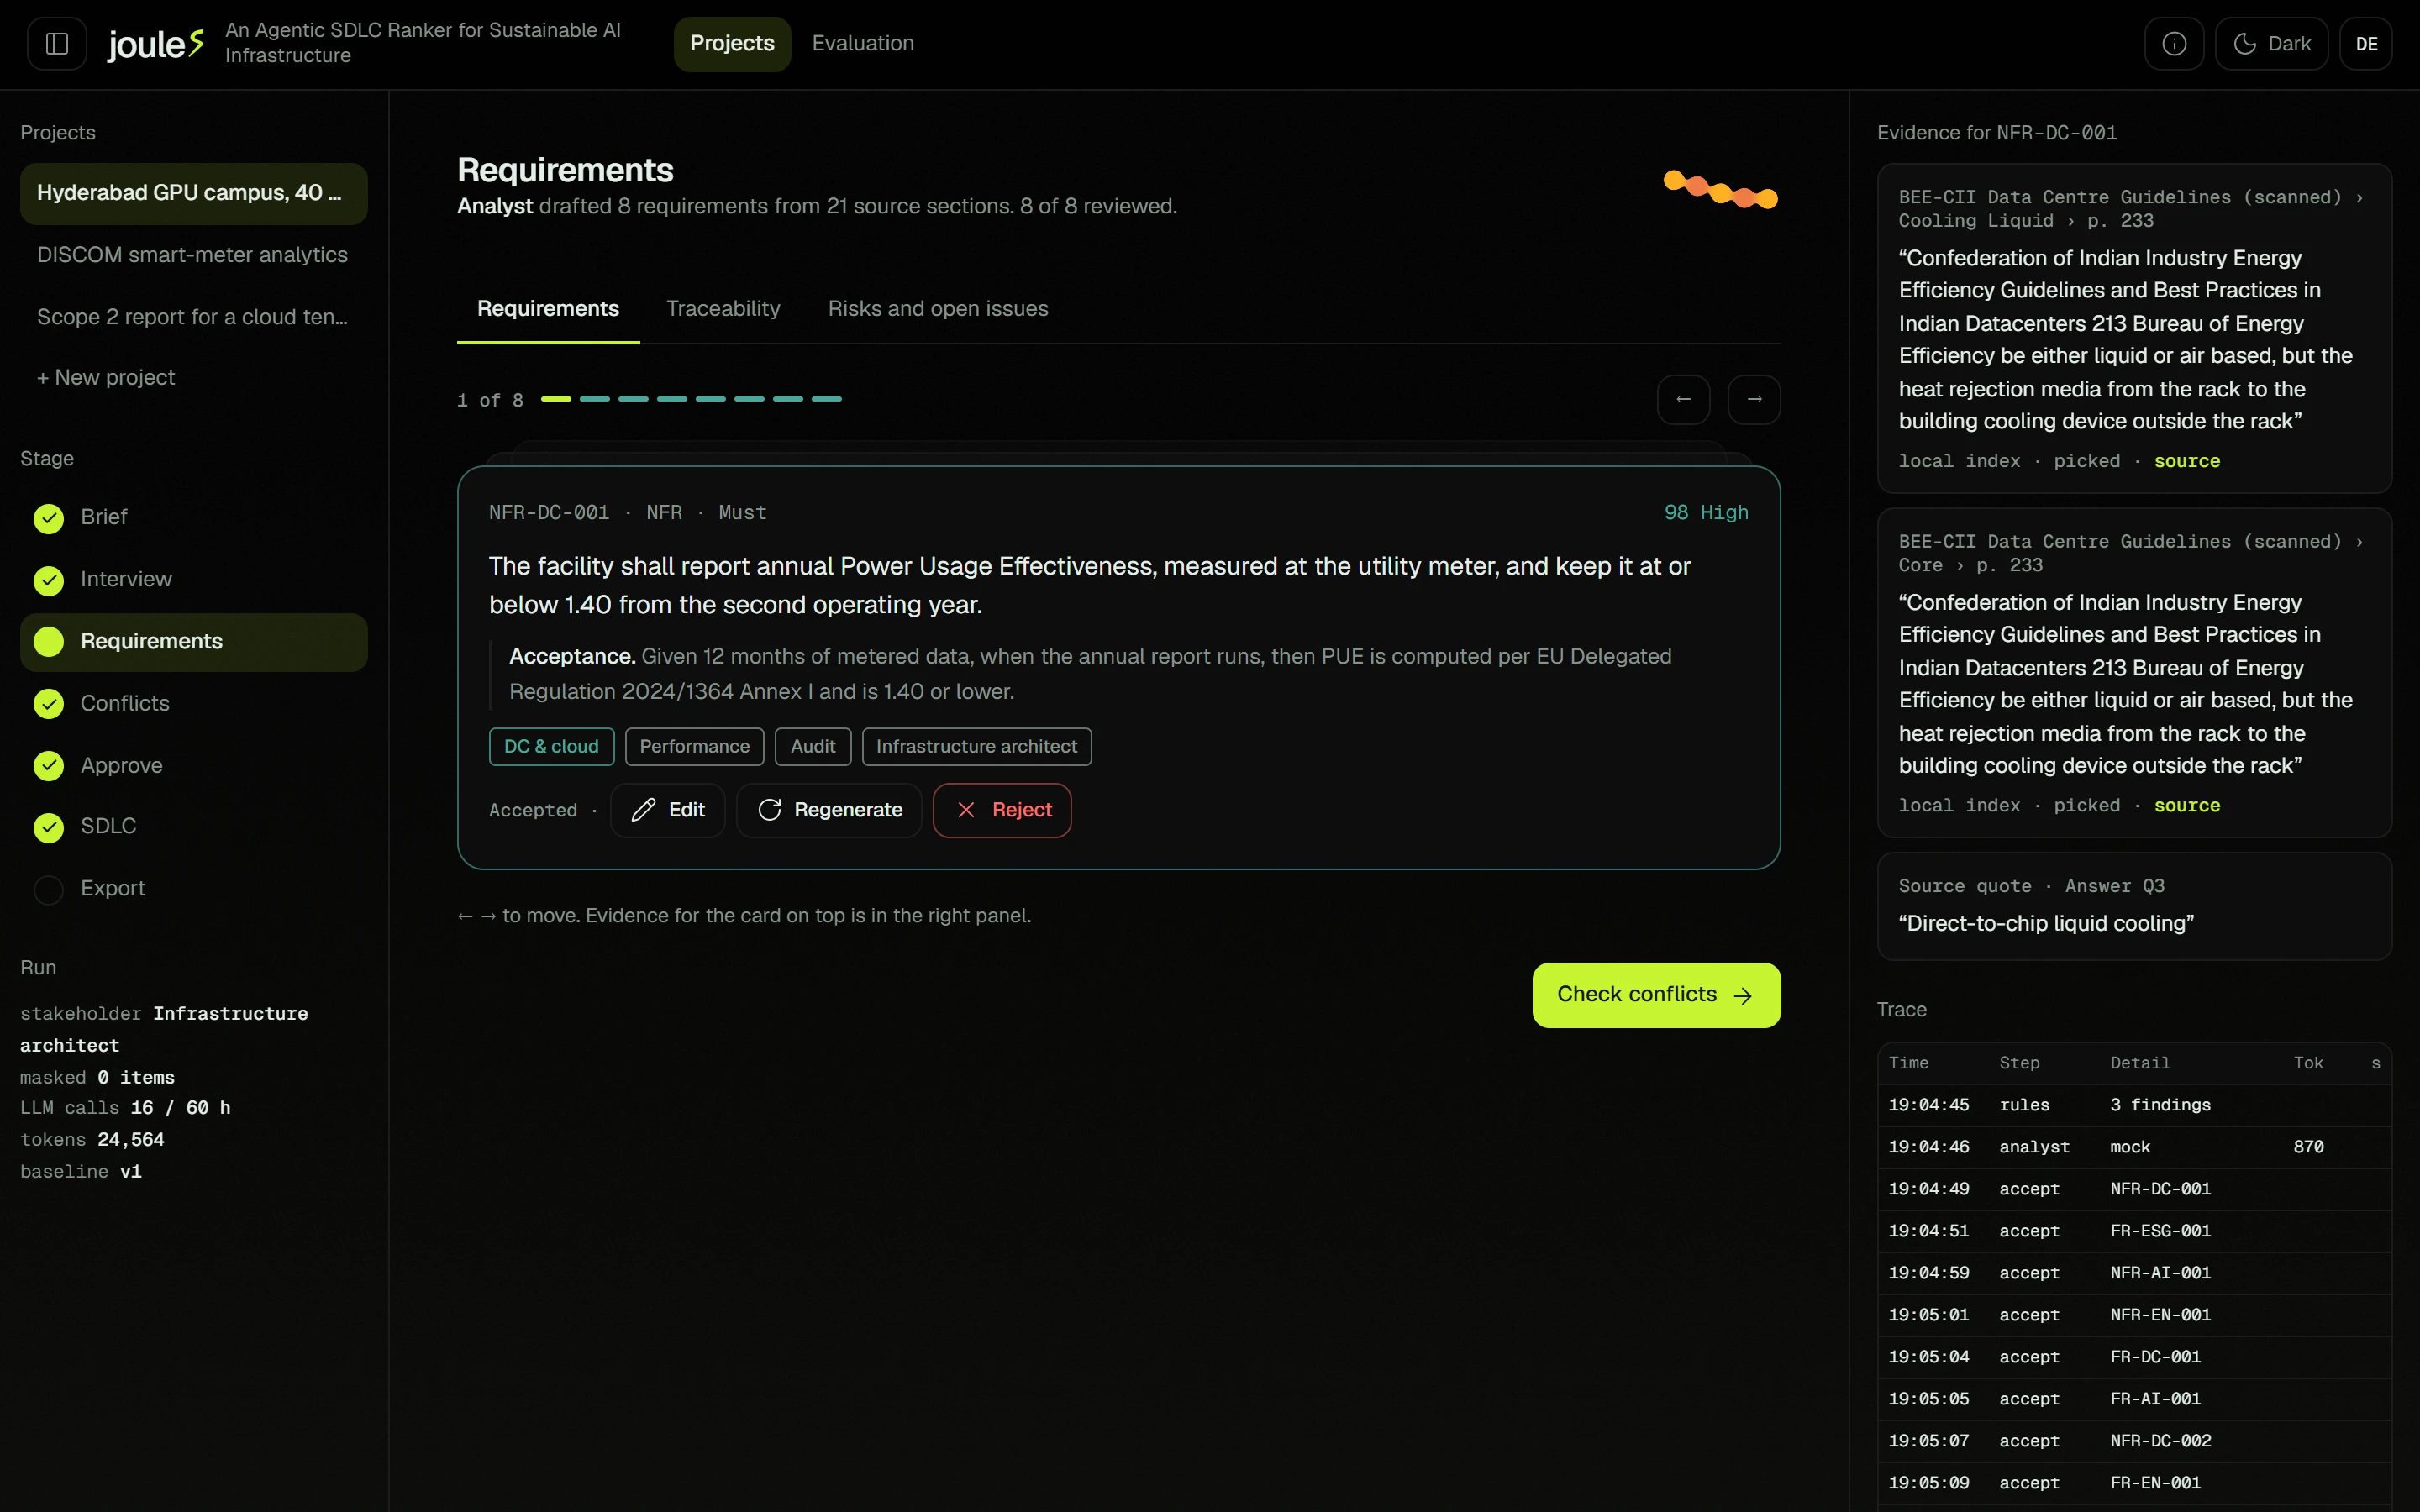 jouleS
An Agentic SDLC Ranker for Sustainable AI
Infrastructure
Projects
Evaluation
Dark
DE
Projects
Hyderabad GPU campus, 40 ...
DISCOM smart-meter analytics
Scope 2 report for a cloud ten...
+ New project
Stage
Brief
Interview
Requirements
Conflicts
Approve
SDLC
Export
Run
stakeholder Infrastructure
architect
masked 0 items
LLM calls 16 / 60 h
tokens 24,564
baseline v1
Requirements
Analyst drafted 8 requirements from 21 source sections. 8 of 8 reviewed.
Requirements
Traceability
Risks and open issues
1 of 8
←
→
NFR-DC-001 · NFR · Must
98 High
The facility shall report annual Power Usage Effectiveness, measured at the utility meter, and keep it at or
below 1.40 from the second operating year.
Acceptance. Given 12 months of metered data, when the annual report runs, then PUE is computed per EU Delegated
Regulation 2024/1364 Annex I and is 1.40 or lower.
DC & cloud
Performance
Audit
Infrastructure architect
Accepted ·
Edit
Regenerate
Reject
← → to move. Evidence for the card on top is in the right panel.
Check conflicts →
Evidence for NFR-DC-001
BEE-CII Data Centre Guidelines (scanned) ›
Cooling Liquid › p. 233
“Confederation of Indian Industry Energy
Efficiency Guidelines and Best Practices in
Indian Datacenters 213 Bureau of Energy
Efficiency be either liquid or air based, but the
heat rejection media from the rack to the
building cooling device outside the rack”
local index · picked · source
BEE-CII Data Centre Guidelines (scanned) ›
Core › p. 233
“Confederation of Indian Industry Energy
Efficiency Guidelines and Best Practices in
Indian Datacenters 213 Bureau of Energy
Efficiency be either liquid or air based, but the
heat rejection media from the rack to the
building cooling device outside the rack”
local index · picked · source
Source quote · Answer Q3
“Direct-to-chip liquid cooling”
Trace
Time Step Detail Tok s
19:04:45 rules 3 findings
19:04:46 analyst mock 870
19:04:49 accept NFR-DC-001
19:04:51 accept FR-ESG-001
19:04:59 accept NFR-AI-001
19:05:01 accept NFR-EN-001
19:05:04 accept FR-DC-001
19:05:05 accept FR-AI-001
19:05:07 accept NFR-DC-002
19:05:09 accept FR-EN-001